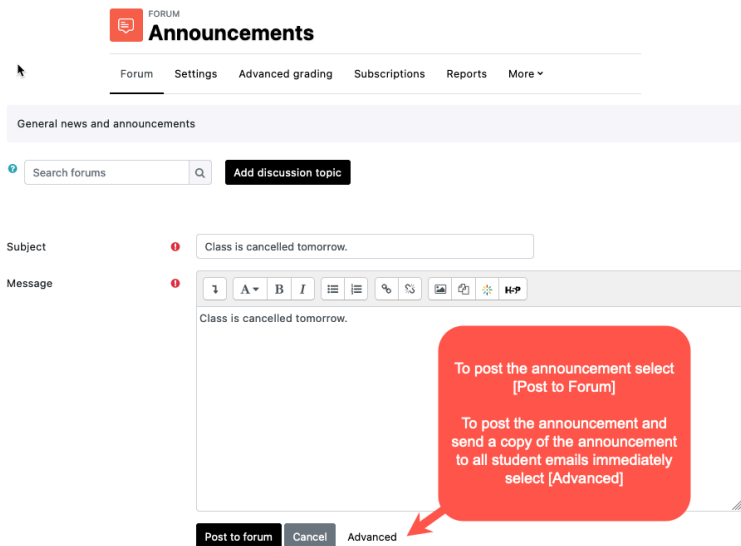 FORUM
Announcements
Forum Settings Advanced grading Subscriptions Reports More
General news and announcements
Search forums Add discussion topic
Subject Class is cancelled tomorrow.
Message
A B I H-P
Class is cancelled tomorrow.
To post the announcement select
[Post to Forum]
To post the announcement and
send a copy of the announcement
to all student emails immediately
select [Advanced]
Post to forum Cancel Advanced